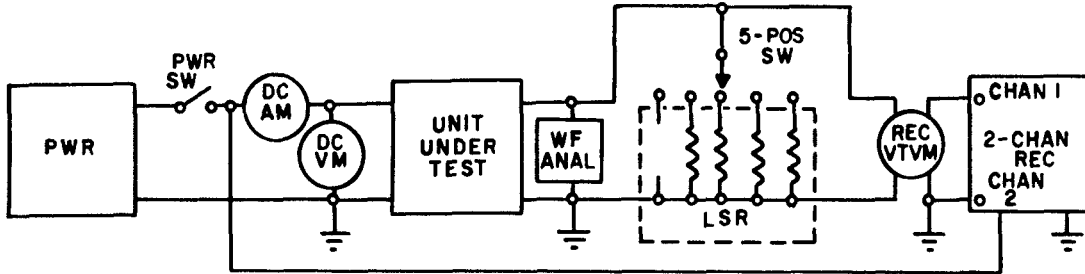 PWR
PWR
SW
DC
AM
DC
VM
UNIT
UNDER
TEST
WF
ANAL
5-POS
SW
LSR
REC
VTVM
CHAN 1
2-CHAN
REC
CHAN
2